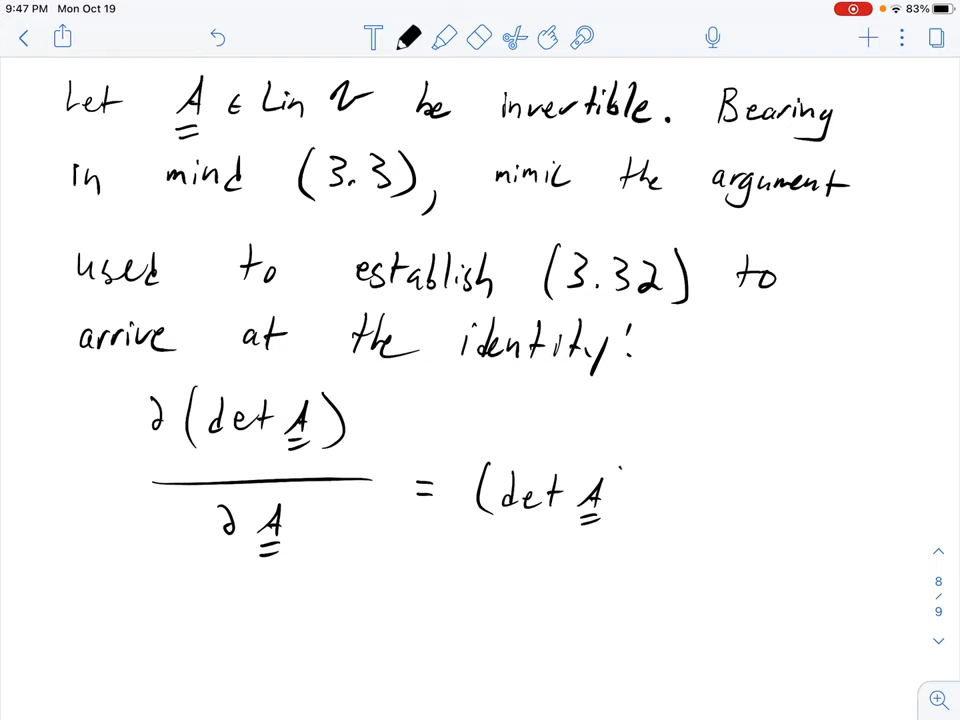 9:47 PM Mon Oct 19
83%
Let A ∈ Lin V be invertible. Bearing
in mind (3.3), mimic the argument
used to establish (3.32) to
arrive at the identity:
∂(det A)
∂A
= (det A
8
/
9